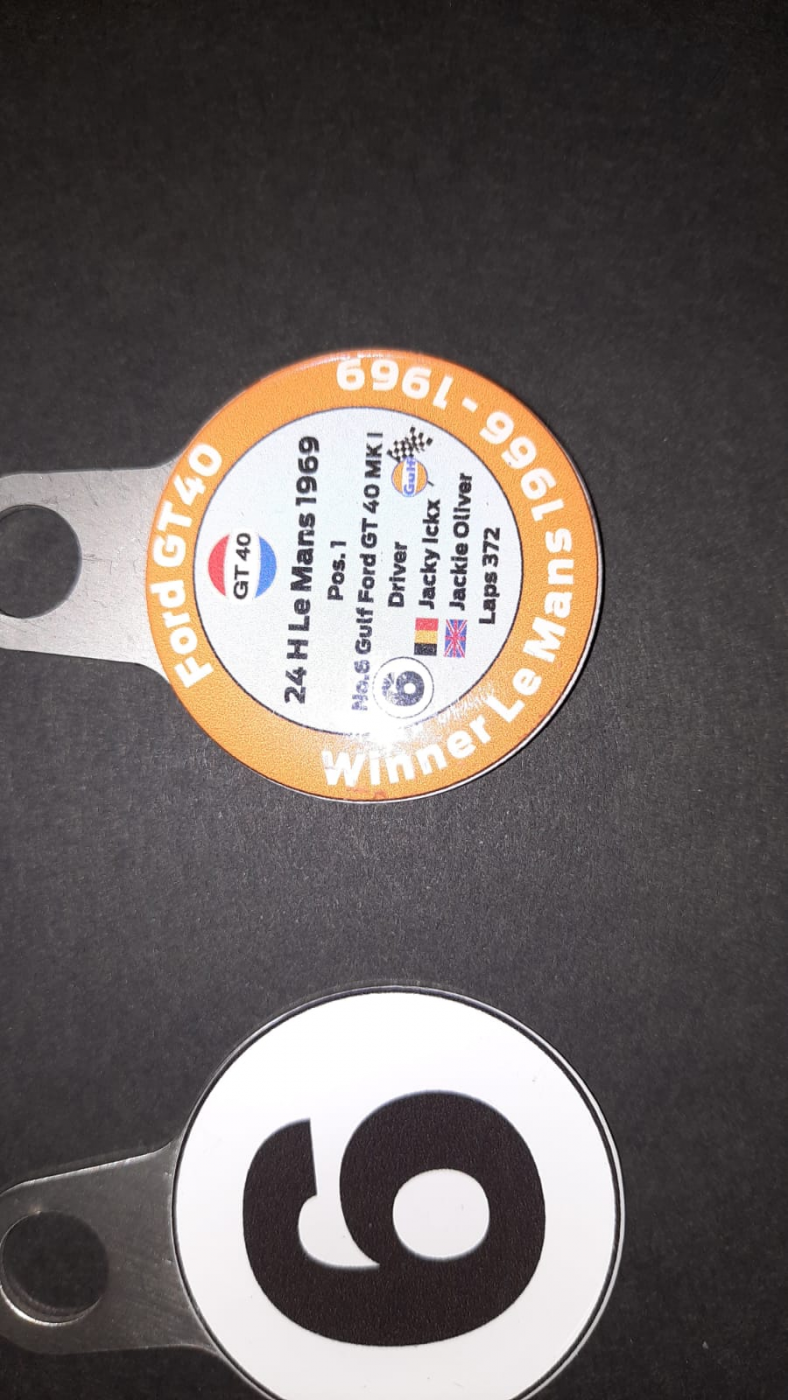 Ford GT40
GT 40
24 H Le Mans 1969
Pos. 1
No.6 Gulf Ford GT 40 MK I
Driver
6
Gulf
Jacky Ickx
Jackie Oliver
Laps 372
Winner Le Mans 1966 - 1969
6